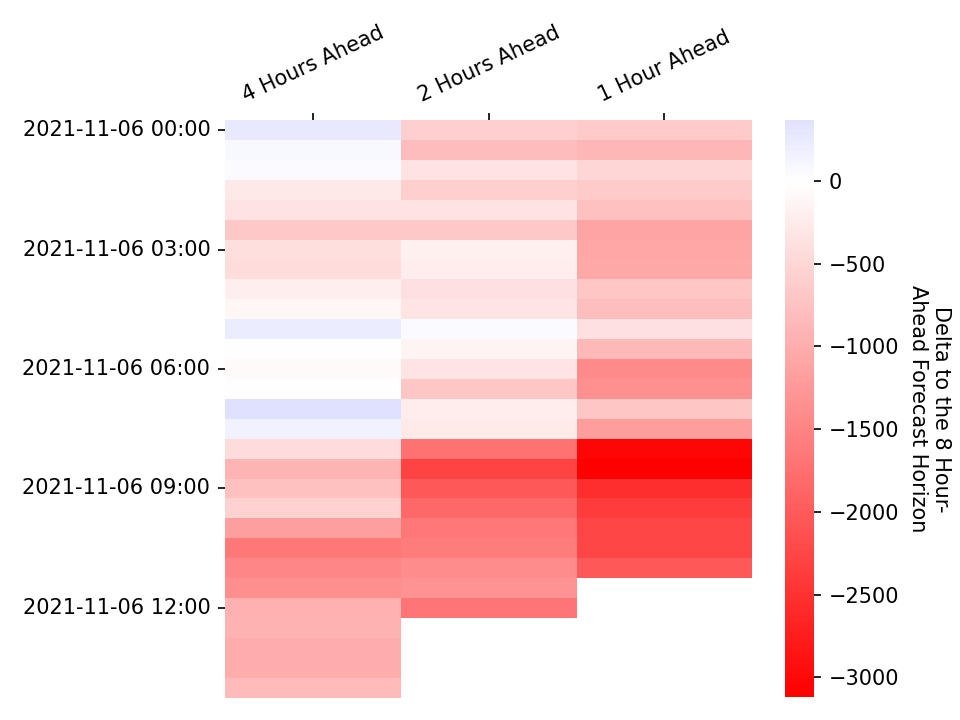 4 Hours Ahead
2 Hours Ahead
1 Hour Ahead
2021-11-06 00:00
2021-11-06 03:00
2021-11-06 06:00
2021-11-06 09:00
2021-11-06 12:00
0
−500
−1000
−1500
−2000
−2500
−3000
Delta to the 8 Hour-
Ahead Forecast Horizon